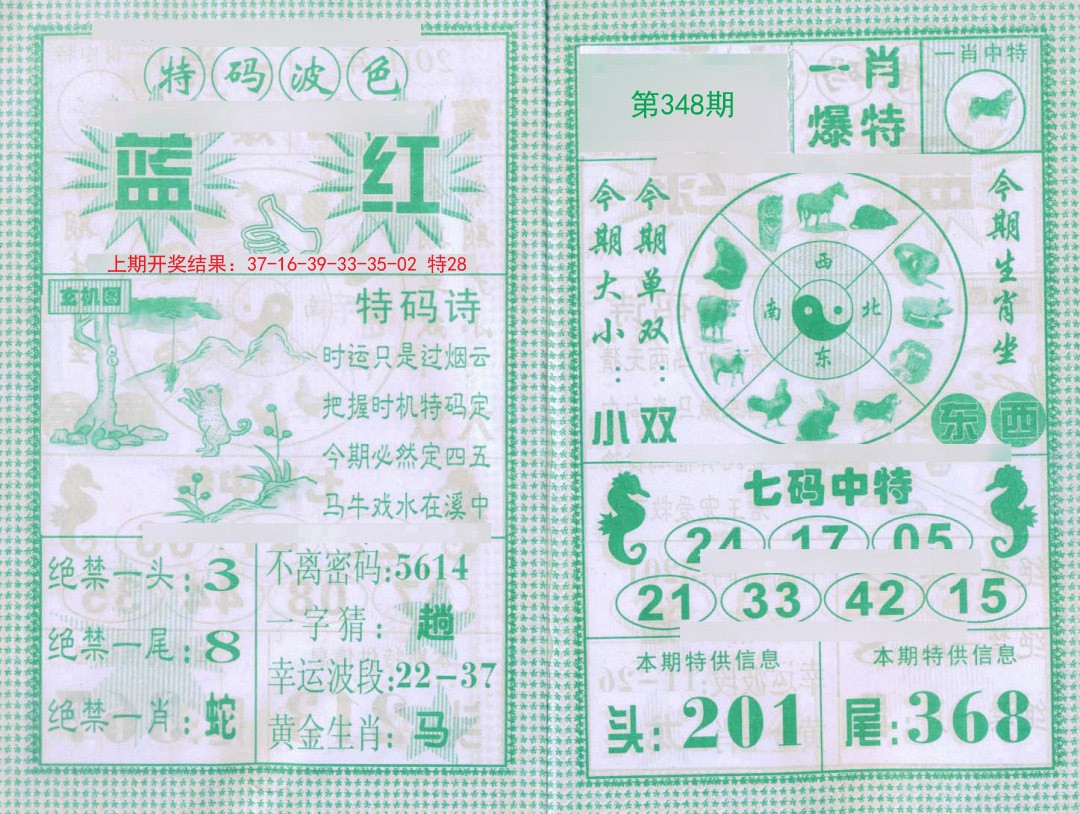 特码波色
蓝 红
上期开奖结果：37-16-39-33-35-02 特28
玄机图
特码诗
时运只是过烟云
把握时机特码定
今期必然定四五
马牛戏水在溪中
绝禁一头:3
绝禁一尾:8
绝禁一肖:蛇
不离密码:5614
一字猜：趟
幸运波段:22-37
黄金生肖:马
第348期
一肖
爆特
一肖中特
今期大小:小
今期单双:双
西
南 北
东
今期生肖坐
东 西
七码中特
24 17 05
21 33 42 15
本期特供信息
头:201
本期特供信息
尾:368